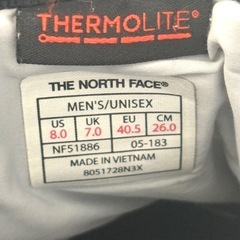 THERMOLITE®
THE NORTH FACE®
MEN'S/UNISEX
US UK EU CM
8.0 7.0 40.5 26.0
NF51886 05-183
MADE IN VIETNAM
8051728N3X